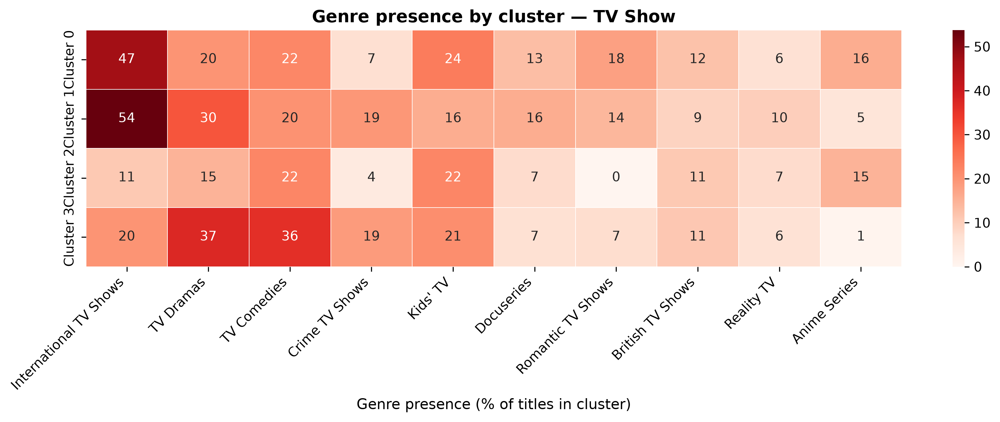 Genre presence by cluster — TV Show
Cluster 0
47 20 22 7 24 13 18 12 6 16
Cluster 1
54 30 20 19 16 16 14 9 10 5
Cluster 2
11 15 22 4 22 7 0 11 7 15
Cluster 3
20 37 36 19 21 7 7 11 6 1
50
40
30
20
10
0
International TV Shows
TV Dramas
TV Comedies
Crime TV Shows
Kids' TV
Docuseries
Romantic TV Shows
British TV Shows
Reality TV
Anime Series
Genre presence (% of titles in cluster)